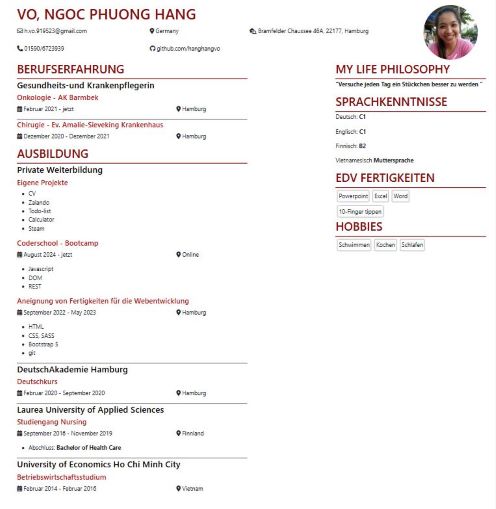 VO, NGOC PHUONG HANG
h.vo.919523@gmail.com
Germany
Bramfelder Chaussee 46A, 22177, Hamburg
01590/6723939
github.com/hanghangvo
BERUFSERFAHRUNG
Gesundheits-und Krankenpflegerin
Onkologie - AK Barmbek
Februar 2021 - jetzt
Hamburg
Chirugie - Ev. Amalie-Sieveking Krankenhaus
Dezember 2020 - Dezember 2021
Hamburg
AUSBILDUNG
Private Weiterbildung
Eigene Projekte
CV
Zalando
Todo-list
Calculator
Steam
Coderschool - Bootcamp
August 2024 - jetzt
Online
Javascript
DOM
REST
Aneignung von Fertigkeiten für die Webentwicklung
September 2022 - May 2023
Hamburg
HTML
CSS, SASS
Bootstrap 5
git
DeutschAkademie Hamburg
Deutschkurs
Februar 2020 - September 2020
Hamburg
Laurea University of Applied Sciences
Studiengang Nursing
September 2016 - November 2019
Finnland
Abschluss: Bachelor of Health Care
University of Economics Ho Chi Minh City
Betriebswirtschaftsstudium
Februar 2014 - Februar 2016
Vietnam
MY LIFE PHILOSOPHY
"Versuche jeden Tag ein Stückchen besser zu werden "
SPRACHKENNTNISSE
Deutsch: C1
Englisch: C1
Finnisch: B2
Vietnamesisch Muttersprache
EDV FERTIGKEITEN
Powerpoint Excel Word
10-Finger tippen
HOBBIES
Schwimmen Kochen Schlafen